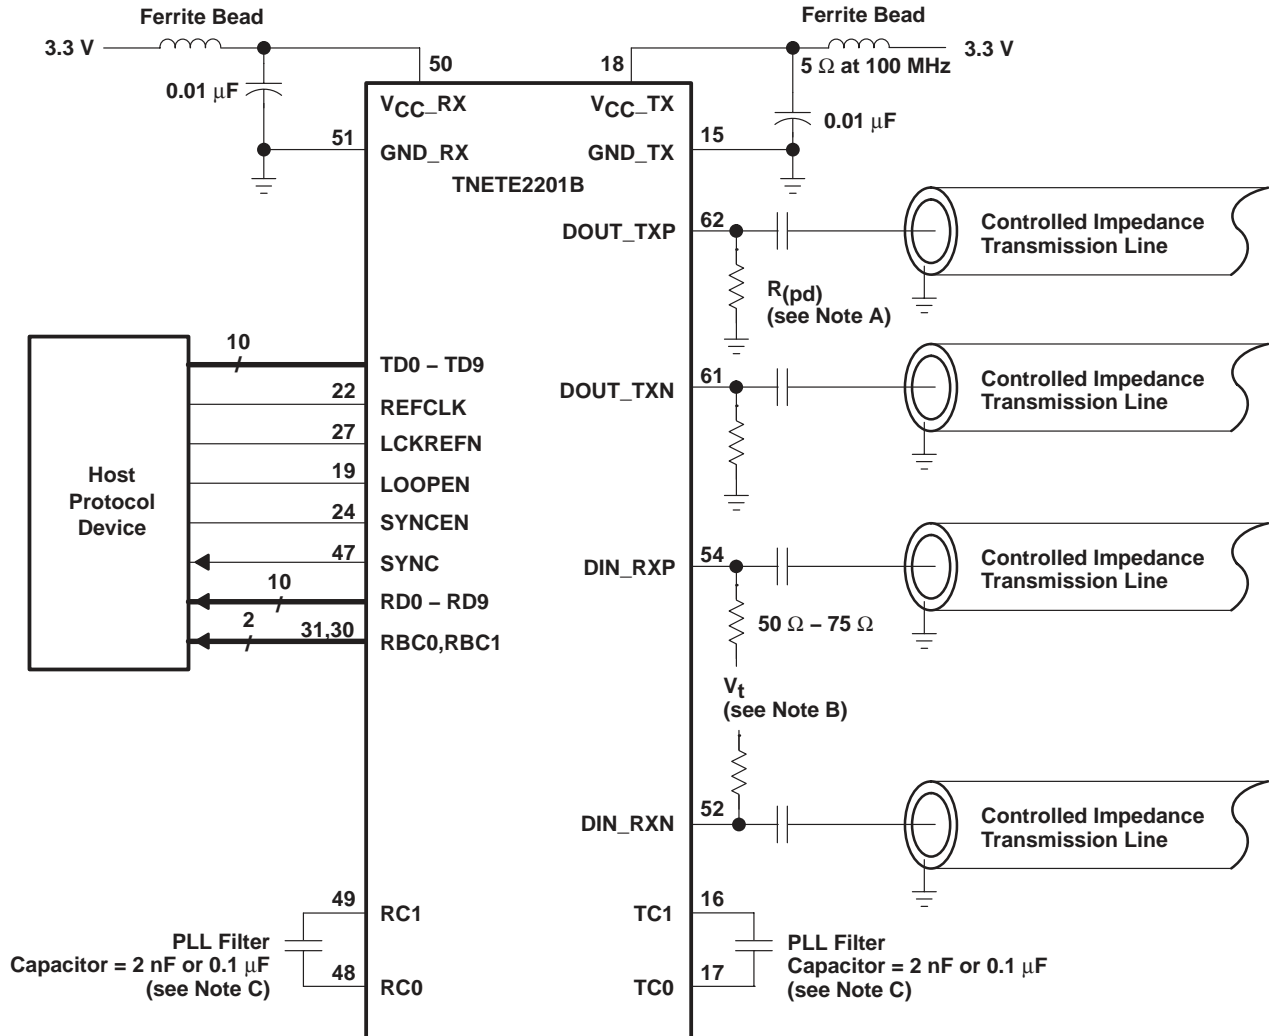 Ferrite Bead
Ferrite Bead
3.3 V
3.3 V
50
18
5 Ω at 100 MHz
0.01 μF
VCC_RX
VCC_TX
0.01 μF
51
GND_RX
GND_TX
15
TNETE2201B
DOUT_TXP
62
Controlled Impedance
Transmission Line
R(pd)
(see Note A)
10
TD0 – TD9
DOUT_TXN
61
Controlled Impedance
Transmission Line
22
REFCLK
27
LCKREFN
Host
Protocol
Device
19
LOOPEN
24
SYNCEN
47
SYNC
DIN_RXP
54
Controlled Impedance
Transmission Line
10
RD0 – RD9
50 Ω – 75 Ω
2
31,30
RBC0,RBC1
Vt
(see Note B)
DIN_RXN
52
Controlled Impedance
Transmission Line
49
RC1
TC1
16
PLL Filter
Capacitor = 2 nF or 0.1 μF
(see Note C)
48
RC0
TC0
17
PLL Filter
Capacitor = 2 nF or 0.1 μF
(see Note C)